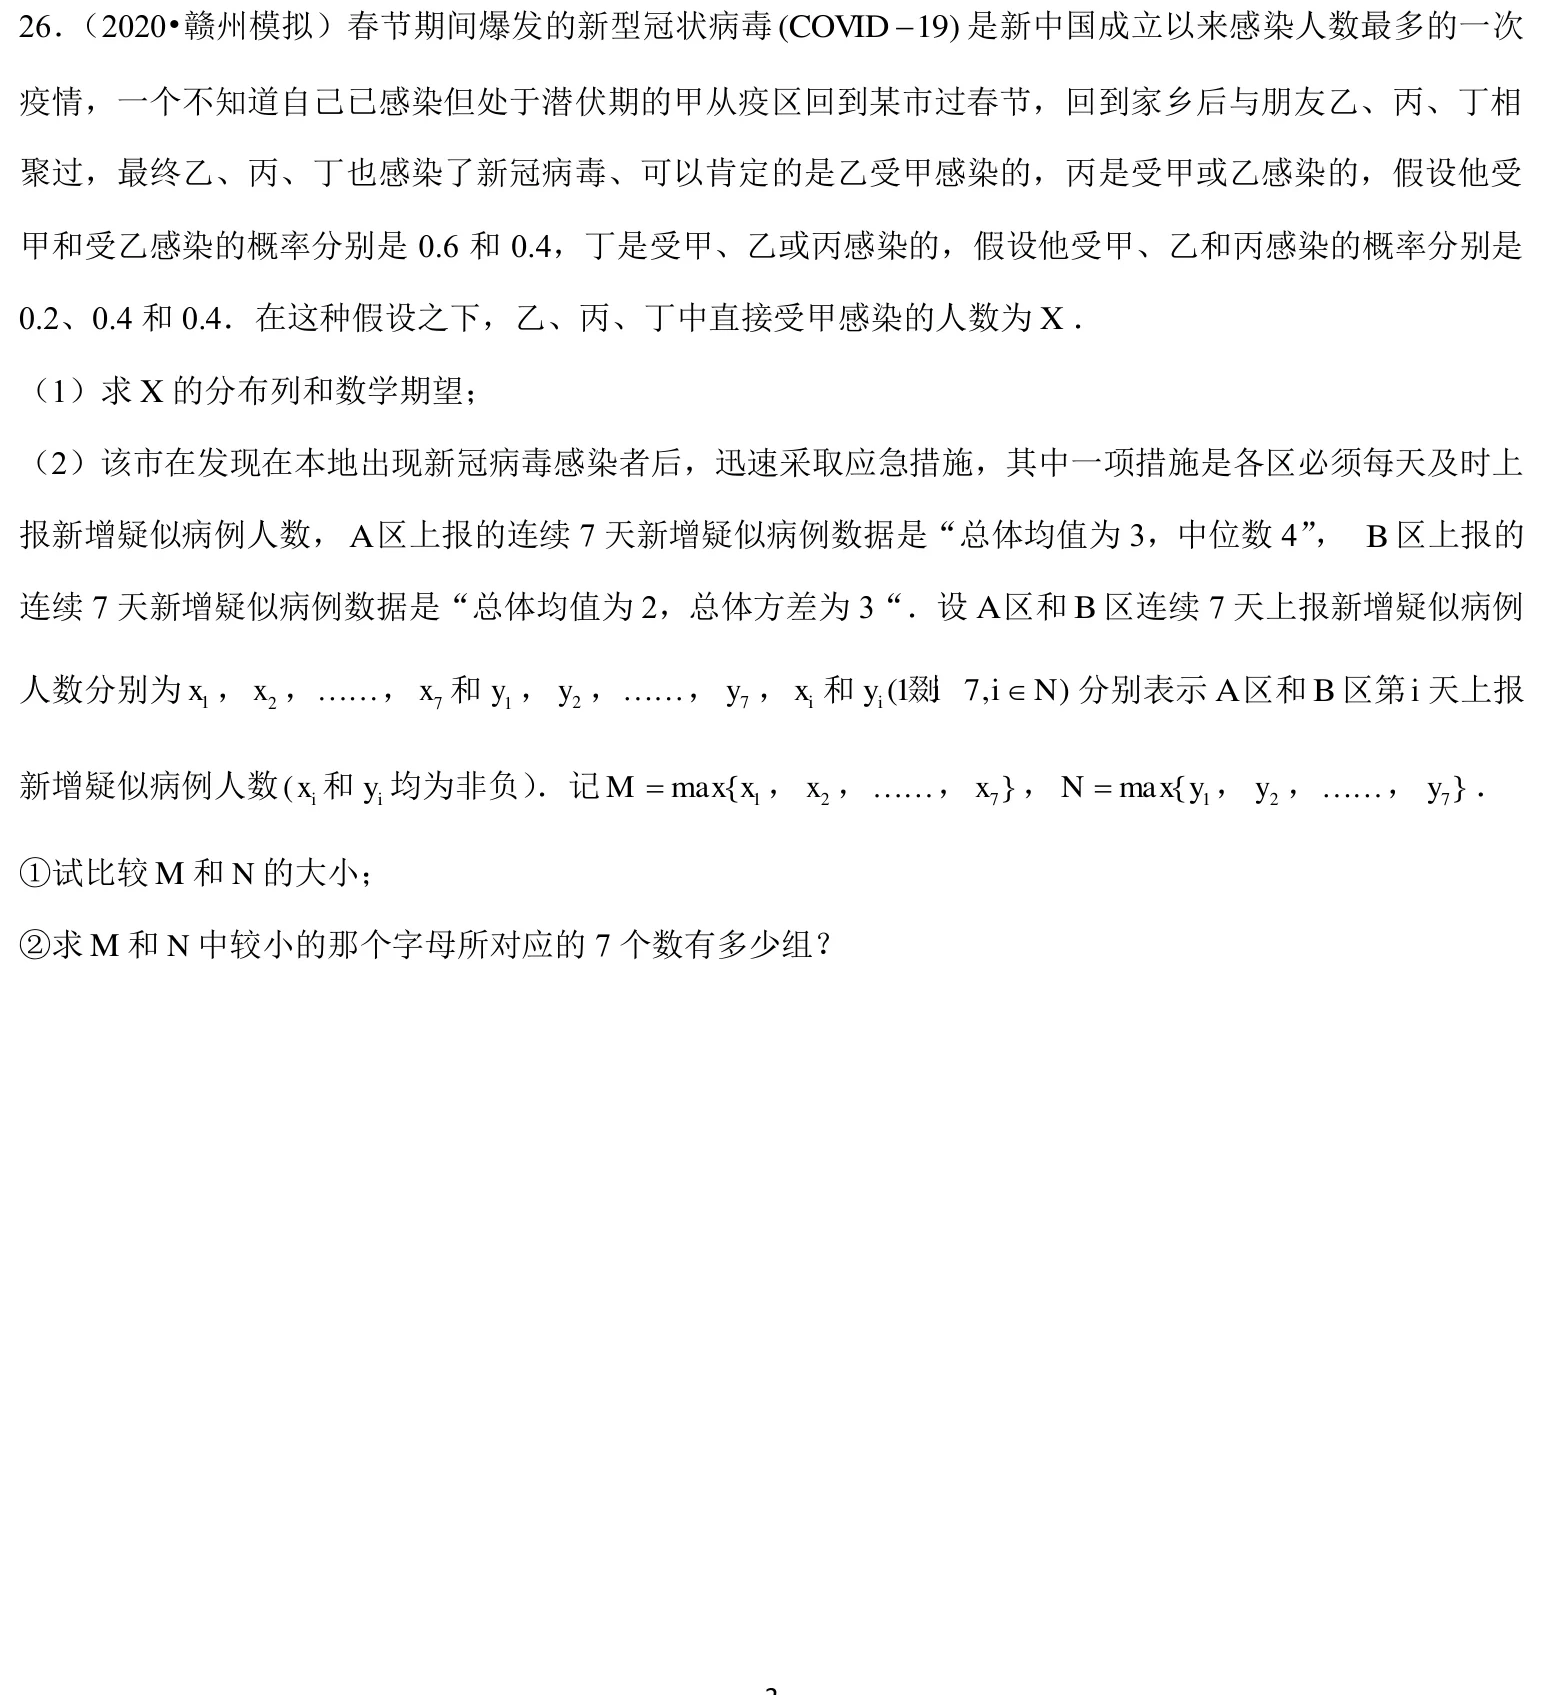 26.（2020•赣州模拟）春节期间爆发的新型冠状病毒(COVID－19)是新中国成立以来感染人数最多的一次
疫情，一个不知道自己已感染但处于潜伏期的甲从疫区回到某市过春节，回到家乡后与朋友乙、丙、丁相
聚过，最终乙、丙、丁也感染了新冠病毒、可以肯定的是乙受甲感染的，丙是受甲或乙感染的，假设他受
甲和受乙感染的概率分别是 0.6 和 0.4，丁是受甲、乙或丙感染的，假设他受甲、乙和丙感染的概率分别是
0.2、0.4 和 0.4．在这种假设之下，乙、丙、丁中直接受甲感染的人数为 X．
（1）求 X 的分布列和数学期望；
（2）该市在发现在本地出现新冠病毒感染者后，迅速采取应急措施，其中一项措施是各区必须每天及时上
报新增疑似病例人数， A区上报的连续 7 天新增疑似病例数据是“总体均值为 3，中位数 4”， B 区上报的
连续 7 天新增疑似病例数据是“总体均值为 2，总体方差为 3“．设 A区和 B 区连续 7 天上报新增疑似病例
人数分别为 x₁， x₂，……， x₇ 和 y₁， y₂，……， y₇， xᵢ 和 yᵢ(1剟i 7,i∈N) 分别表示 A区和 B 区第 i 天上报
新增疑似病例人数(xᵢ 和 yᵢ 均为非负)．记 M＝max{x₁， x₂，……， x₇}， N＝max{y₁， y₂，……， y₇}．
①试比较 M 和 N 的大小；
②求 M 和 N 中较小的那个字母所对应的 7 个数有多少组？